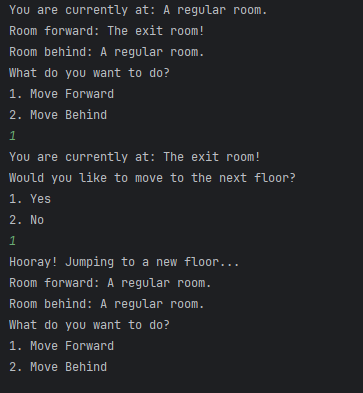 You are currently at: A regular room.
Room forward: The exit room!
Room behind: A regular room.
What do you want to do?
1. Move Forward
2. Move Behind
1
You are currently at: The exit room!
Would you like to move to the next floor?
1. Yes
2. No
1
Hooray! Jumping to a new floor...
Room forward: A regular room.
Room behind: A regular room.
What do you want to do?
1. Move Forward
2. Move Behind